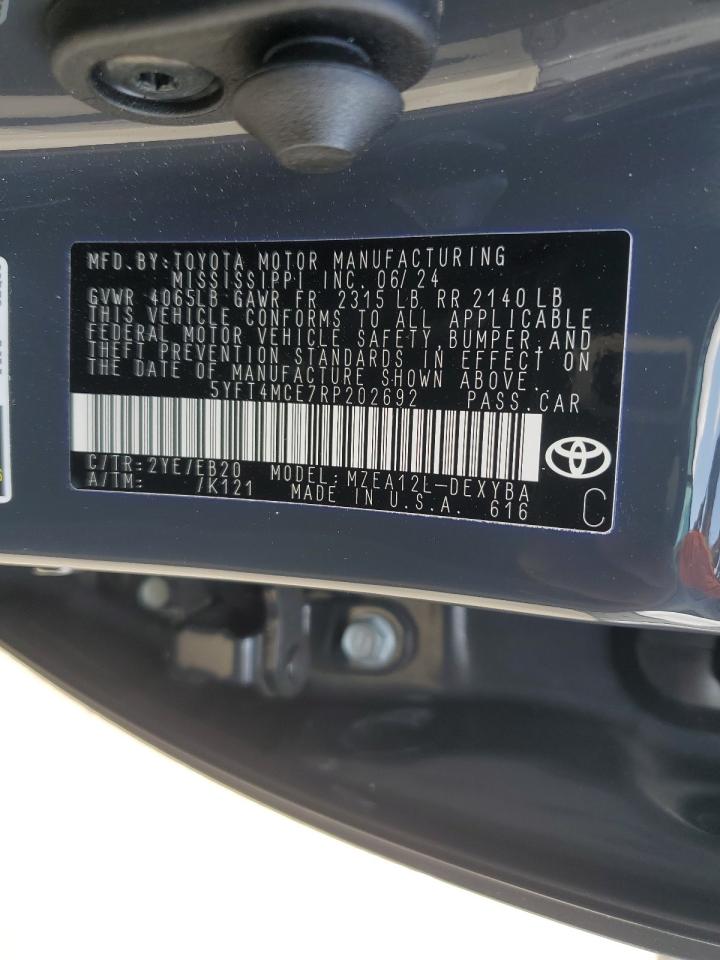 MFD. BY: TOYOTA MOTOR MANUFACTURING
MISSISSIPPI INC. 06/24
GVWR 4065LB GAWR FR 2315 LB RR 2140 LB
THIS VEHICLE CONFORMS TO ALL APPLICABLE
FEDERAL MOTOR VEHICLE SAFETY, BUMPER, AND
THEFT PREVENTION STANDARDS IN EFFECT ON
THE DATE OF MANUFACTURE SHOWN ABOVE.
5YFT4MCE7RP202692 PASS. CAR
C/TR: 2YE/EB20 MODEL: MZEA12L-DEXYBA
A/TM: /K121 MADE IN U.S.A. 616
C